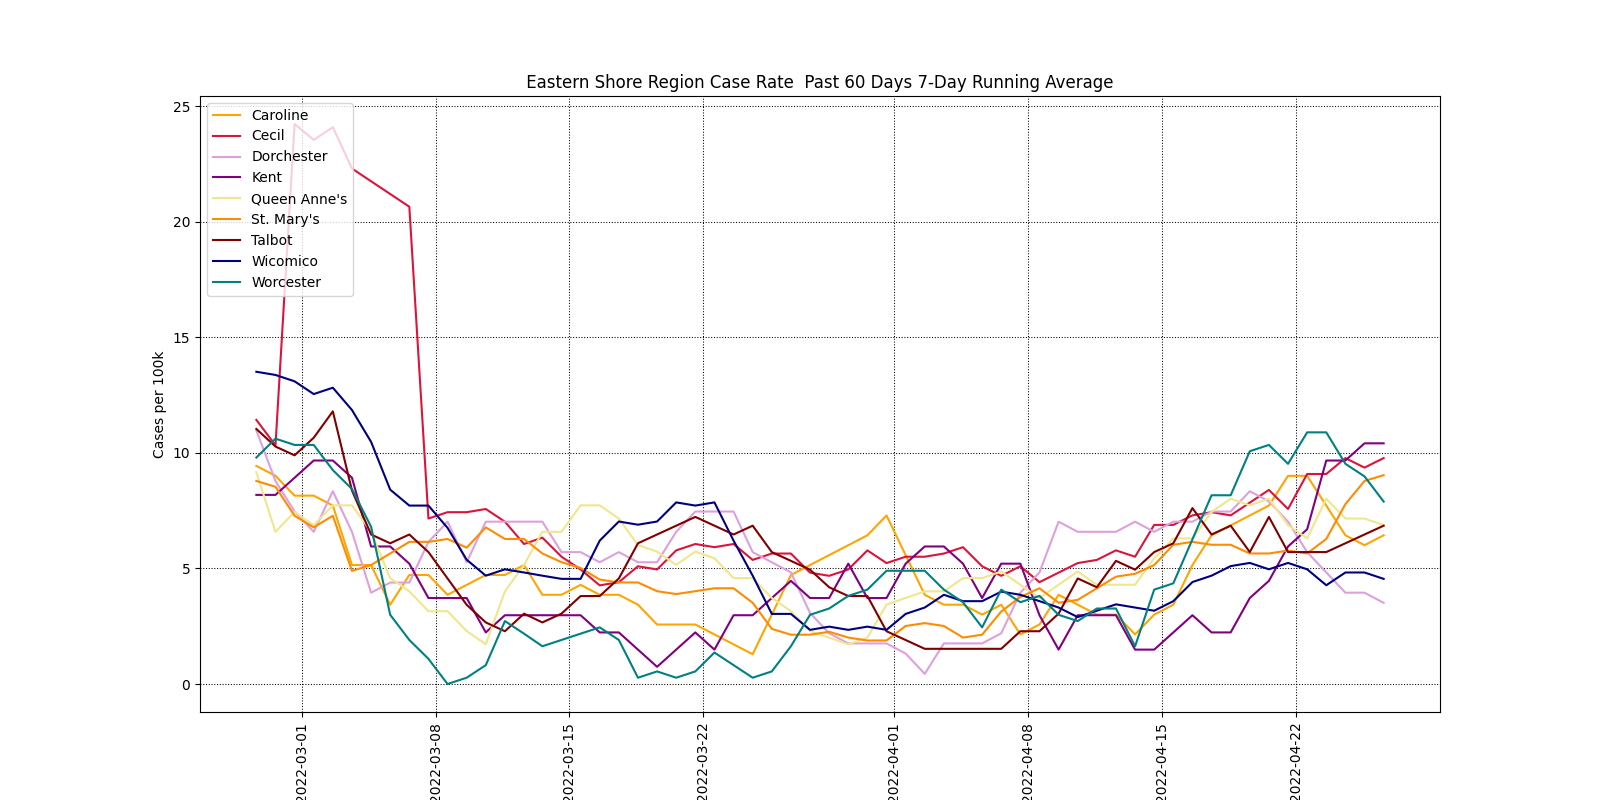 Eastern Shore Region Case Rate  Past 60 Days 7-Day Running Average
25
20
15
10
5
0
Cases per 100k
Caroline
Cecil
Dorchester
Kent
Queen Anne's
St. Mary's
Talbot
Wicomico
Worcester
2022-03-01
2022-03-08
2022-03-15
2022-03-22
2022-04-01
2022-04-08
2022-04-15
2022-04-22